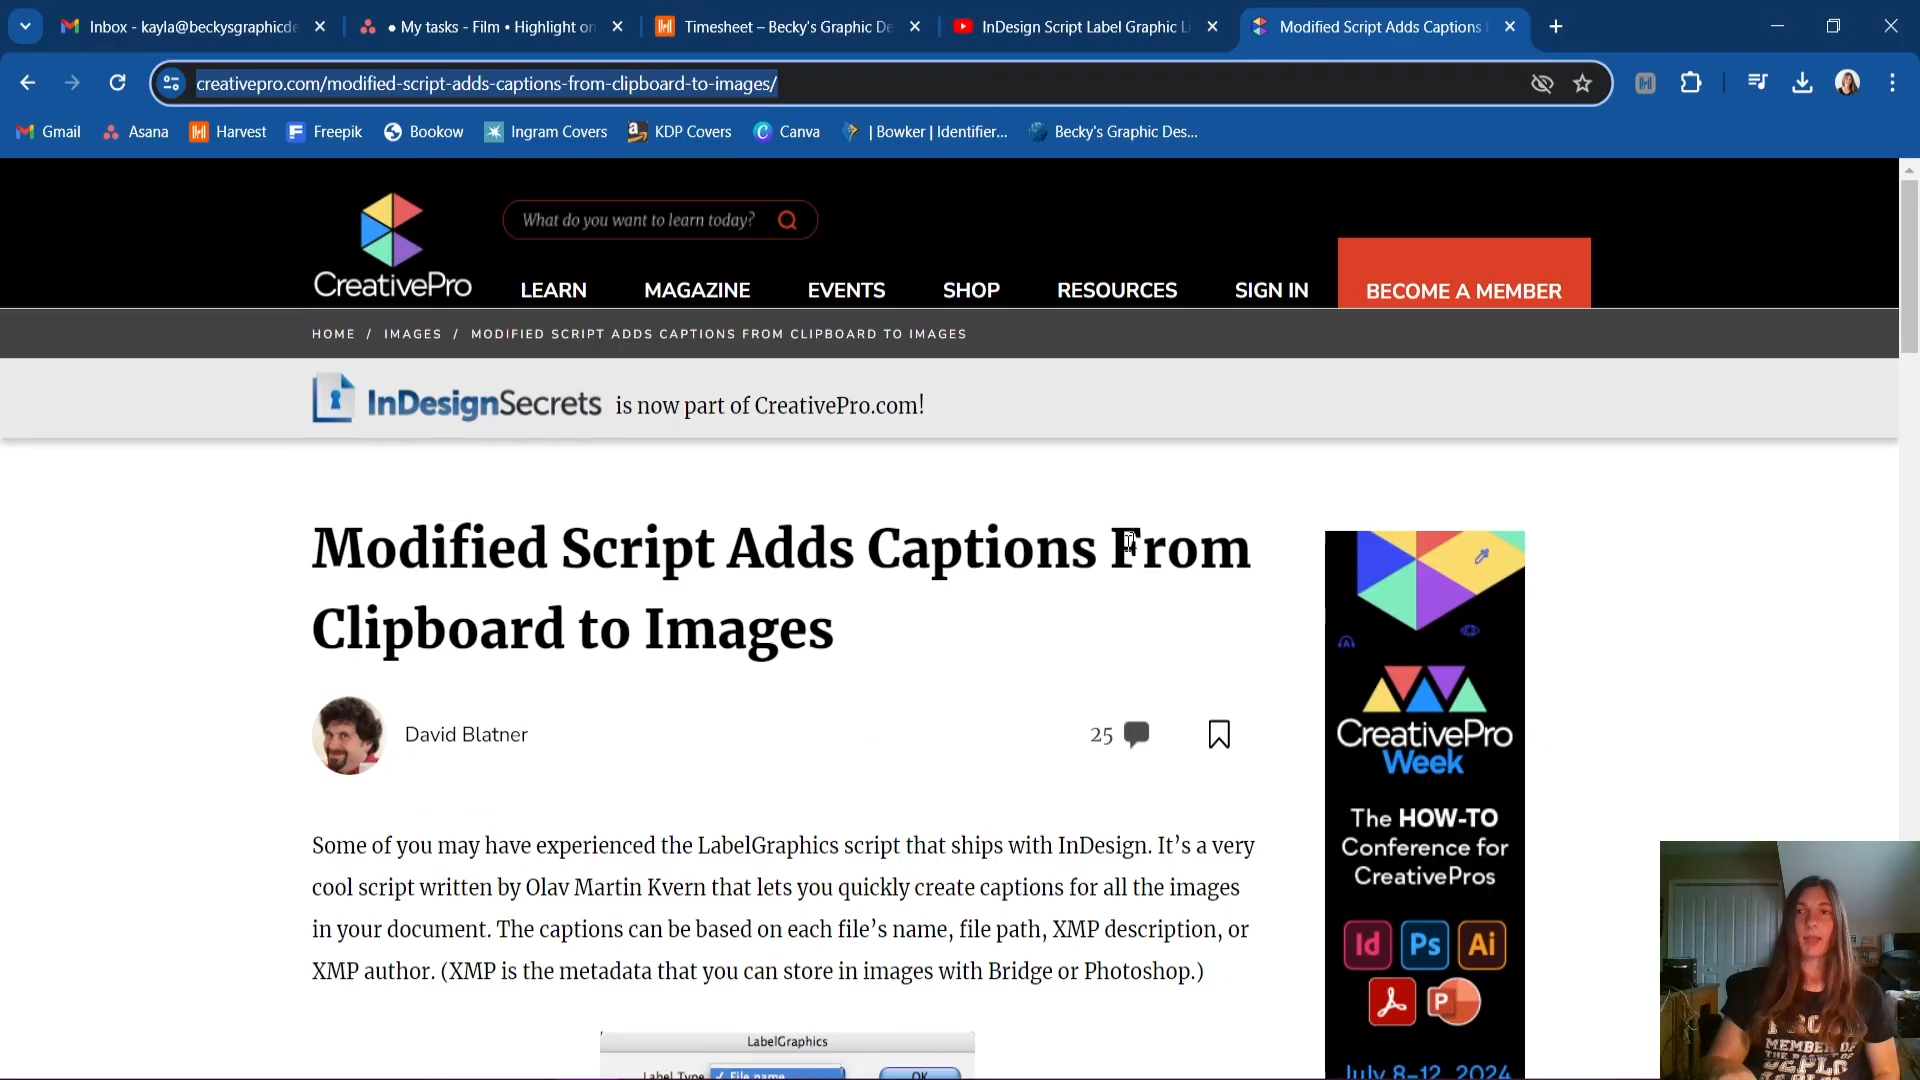 Inbox - kayla@beckysgraphicde
• My tasks - Film • Highlight on
Timesheet – Becky's Graphic De
InDesign Script Label Graphic Li
Modified Script Adds Captions
creativepro.com/modified-script-adds-captions-from-clipboard-to-images/
Gmail
Asana
Harvest
Freepik
Bookow
Ingram Covers
KDP Covers
Canva
| Bowker | Identifier...
Becky's Graphic Des...
What do you want to learn today?
CreativePro
LEARN
MAGAZINE
EVENTS
SHOP
RESOURCES
SIGN IN
BECOME A MEMBER
HOME / IMAGES / MODIFIED SCRIPT ADDS CAPTIONS FROM CLIPBOARD TO IMAGES
InDesignSecrets is now part of CreativePro.com!
Modified Script Adds Captions From
Clipboard to Images
David Blatner
25
Some of you may have experienced the LabelGraphics script that ships with InDesign. It's a very
cool script written by Olav Martin Kvern that lets you quickly create captions for all the images
in your document. The captions can be based on each file's name, file path, XMP description, or
XMP author. (XMP is the metadata that you can store in images with Bridge or Photoshop.)
LabelGraphics
Label Type
✓ File name
OK
CreativePro
Week
The HOW-TO
Conference for
CreativePros
Id
Ps
Ai
P
July 8–12, 2024
MEMBER OF